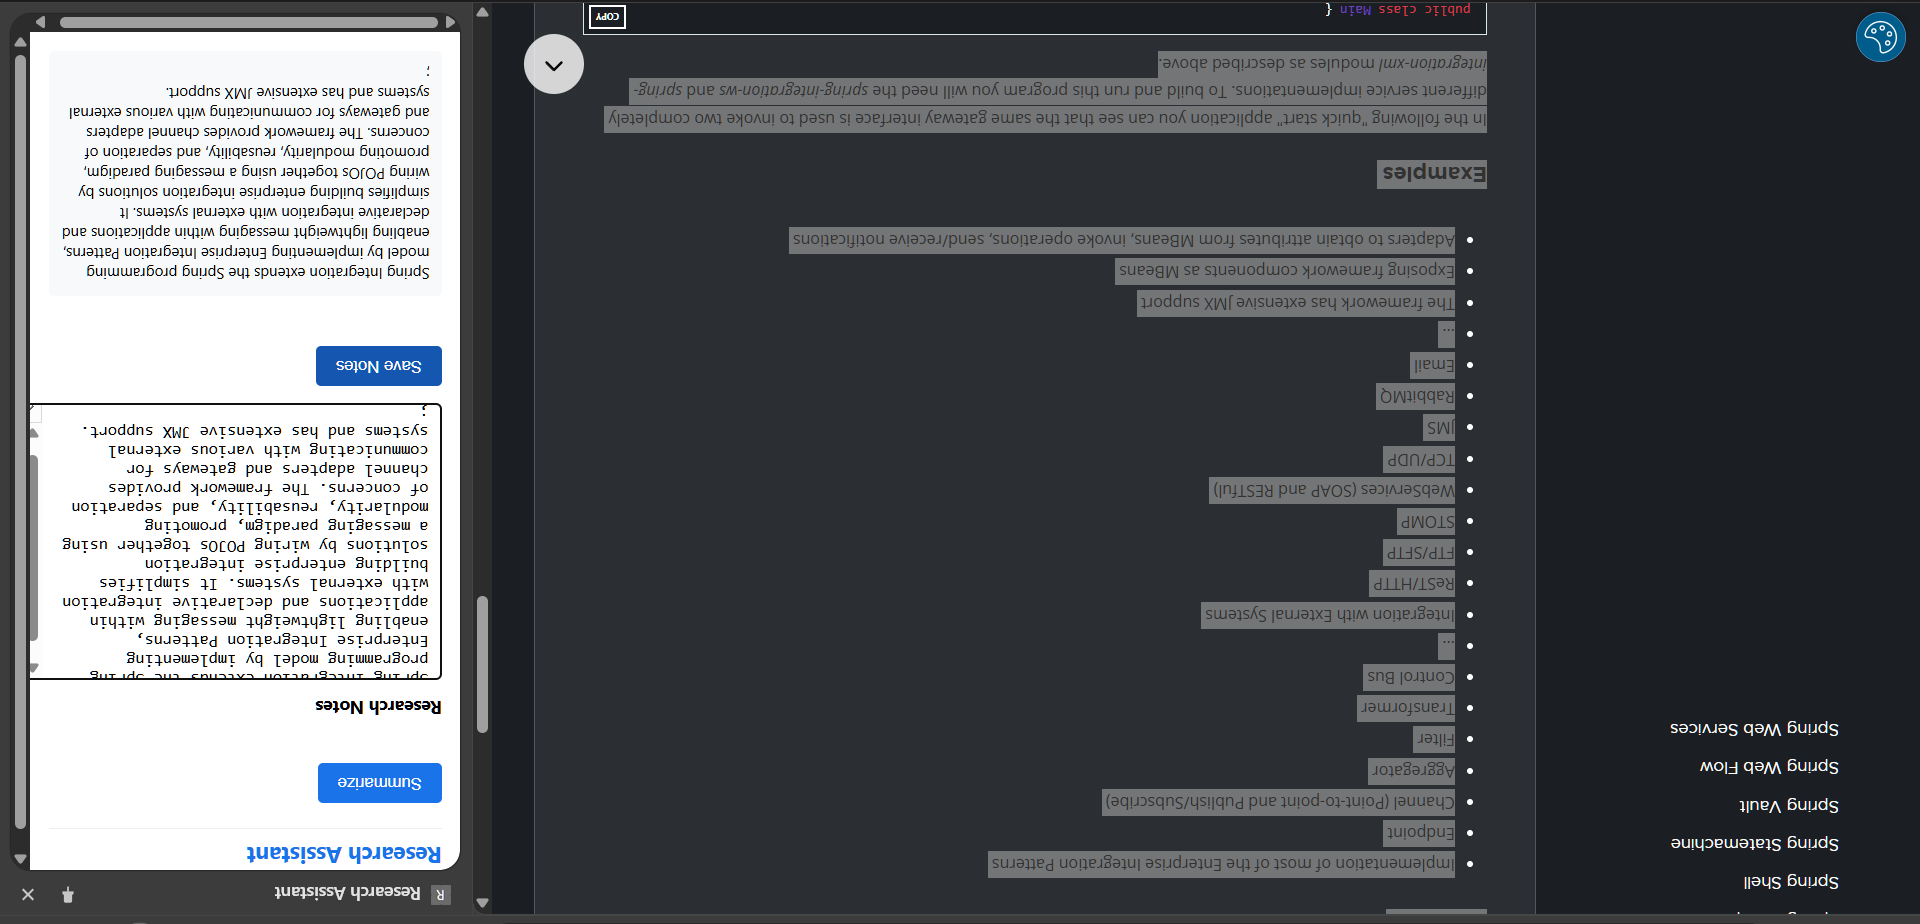 Spring Shell
Spring Statemachine
Spring Vault
Spring Web Flow
Spring Web Services
Implementation of most of the Enterprise Integration Patterns
Endpoint
Channel (Point-to-point and Publish/Subscribe)
Aggregator
Filter
Transformer
Control Bus
...
Integration with External Systems
ReST/HTTP
FTP/SFTP
STOMP
WebServices (SOAP and RESTful)
TCP/UDP
JMS
RabbitMQ
Email
...
The framework has extensive JMX support
Exposing framework components as MBeans
Adapters to obtain attributes from MBeans, invoke operations, send/receive notifications
Examples
In the following "quick start" application you can see that the same gateway interface is used to invoke two completely
different service implementations. To build and run this program you will need the spring-integration-ws and spring-
integration-xml modules as described above.
COPY
public class Main {
R Research Assistant
Research Assistant
Summarize
Research Notes
Spring Integration extends the Spring
programming model by implementing
Enterprise Integration Patterns,
enabling lightweight messaging within
applications and declarative integration
with external systems. It simplifies
building enterprise integration
solutions by wiring POJOs together using
a messaging paradigm, promoting
modularity, reusability, and separation
of concerns. The framework provides
channel adapters and gateways for
communicating with various external
systems and has extensive JMX support.
;
Save Notes
Spring Integration extends the Spring programming
model by implementing Enterprise Integration Patterns,
enabling lightweight messaging within applications and
declarative integration with external systems. It
simplifies building enterprise integration solutions by
wiring POJOs together using a messaging paradigm,
promoting modularity, reusability, and separation of
concerns. The framework provides channel adapters
and gateways for communicating with various external
systems and has extensive JMX support.
;